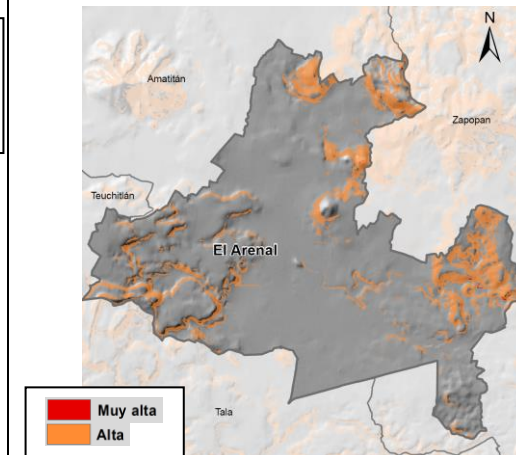 N
Amatitán
Zapopan
Teuchitlán
El Arenal
Tala
Muy alta
Alta